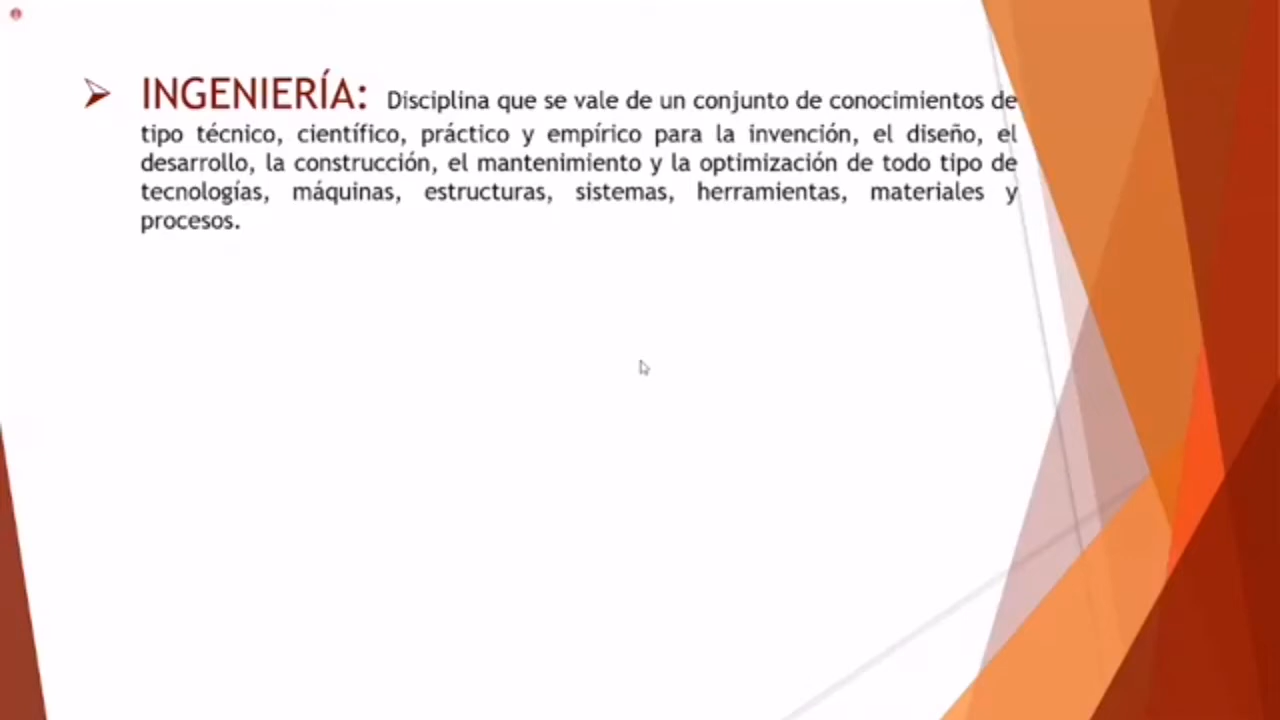 INGENIERÍA: Disciplina que se vale de un conjunto de conocimientos de
tipo técnico, científico, práctico y empírico para la invención, el diseño, el
desarrollo, la construcción, el mantenimiento y la optimización de todo tipo de
tecnologías, máquinas, estructuras, sistemas, herramientas, materiales y
procesos.